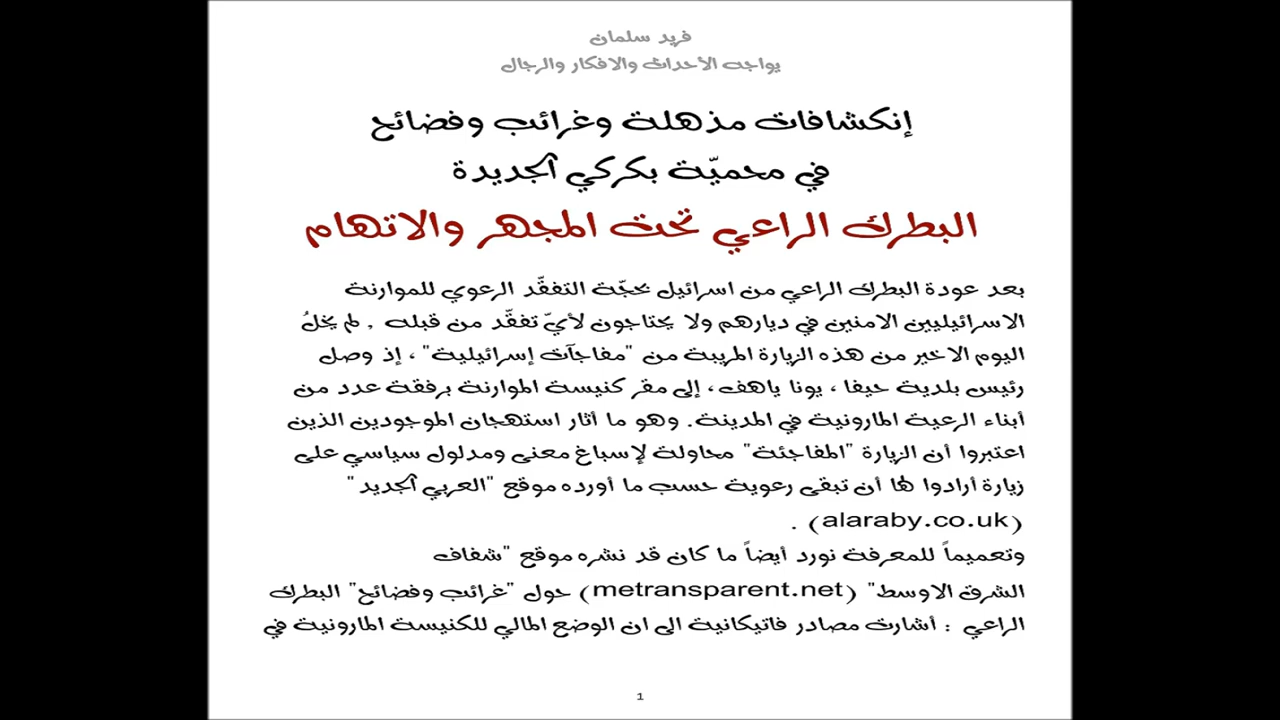 فريد سلمان
يواجه الأحداث والافكار والرجال
إنكشافات مذهلة وغرائب وفضائح
في محميّة بكركي الجديدة
البطرك الراعي تحت المجهر والاتهام
بعد عودة البطرك الراعي من اسرائيل بحجّة التفقّد الرعوي للموارنة
الاسرائيليين الامنين في ديارهم ولا يحتاجون لأيّ تفقّد من قبله , لم يخلُ
اليوم الاخير من هذه الزيارة المريبة من "مفاجآت إسرائيلية" ، إذ وصل
رئيس بلدية حيفا ، يونا ياهف، إلى مقر كنيسة الموارنة برفقة عدد من
أبناء الرعية المارونية في المدينة. وهو ما أثار استهجان الموجودين الذين
اعتبروا أن الزيارة "المفاجئة" محاولة لإسباغ معنى ومدلول سياسي على
زيارة أرادوا لها أن تبقى رعوية حسب ما أورده موقع "العربي الجديد"
(alaraby.co.uk) .
وتعميماً للمعرفة نورد أيضاً ما كان قد نشره موقع "شفاف
الشرق الاوسط" (metransparent.net) حول "غرائب وفضائح" البطرك
الراعي : أشارت مصادر فاتيكانية الى ان الوضع المالي للكنيسة المارونية في
1